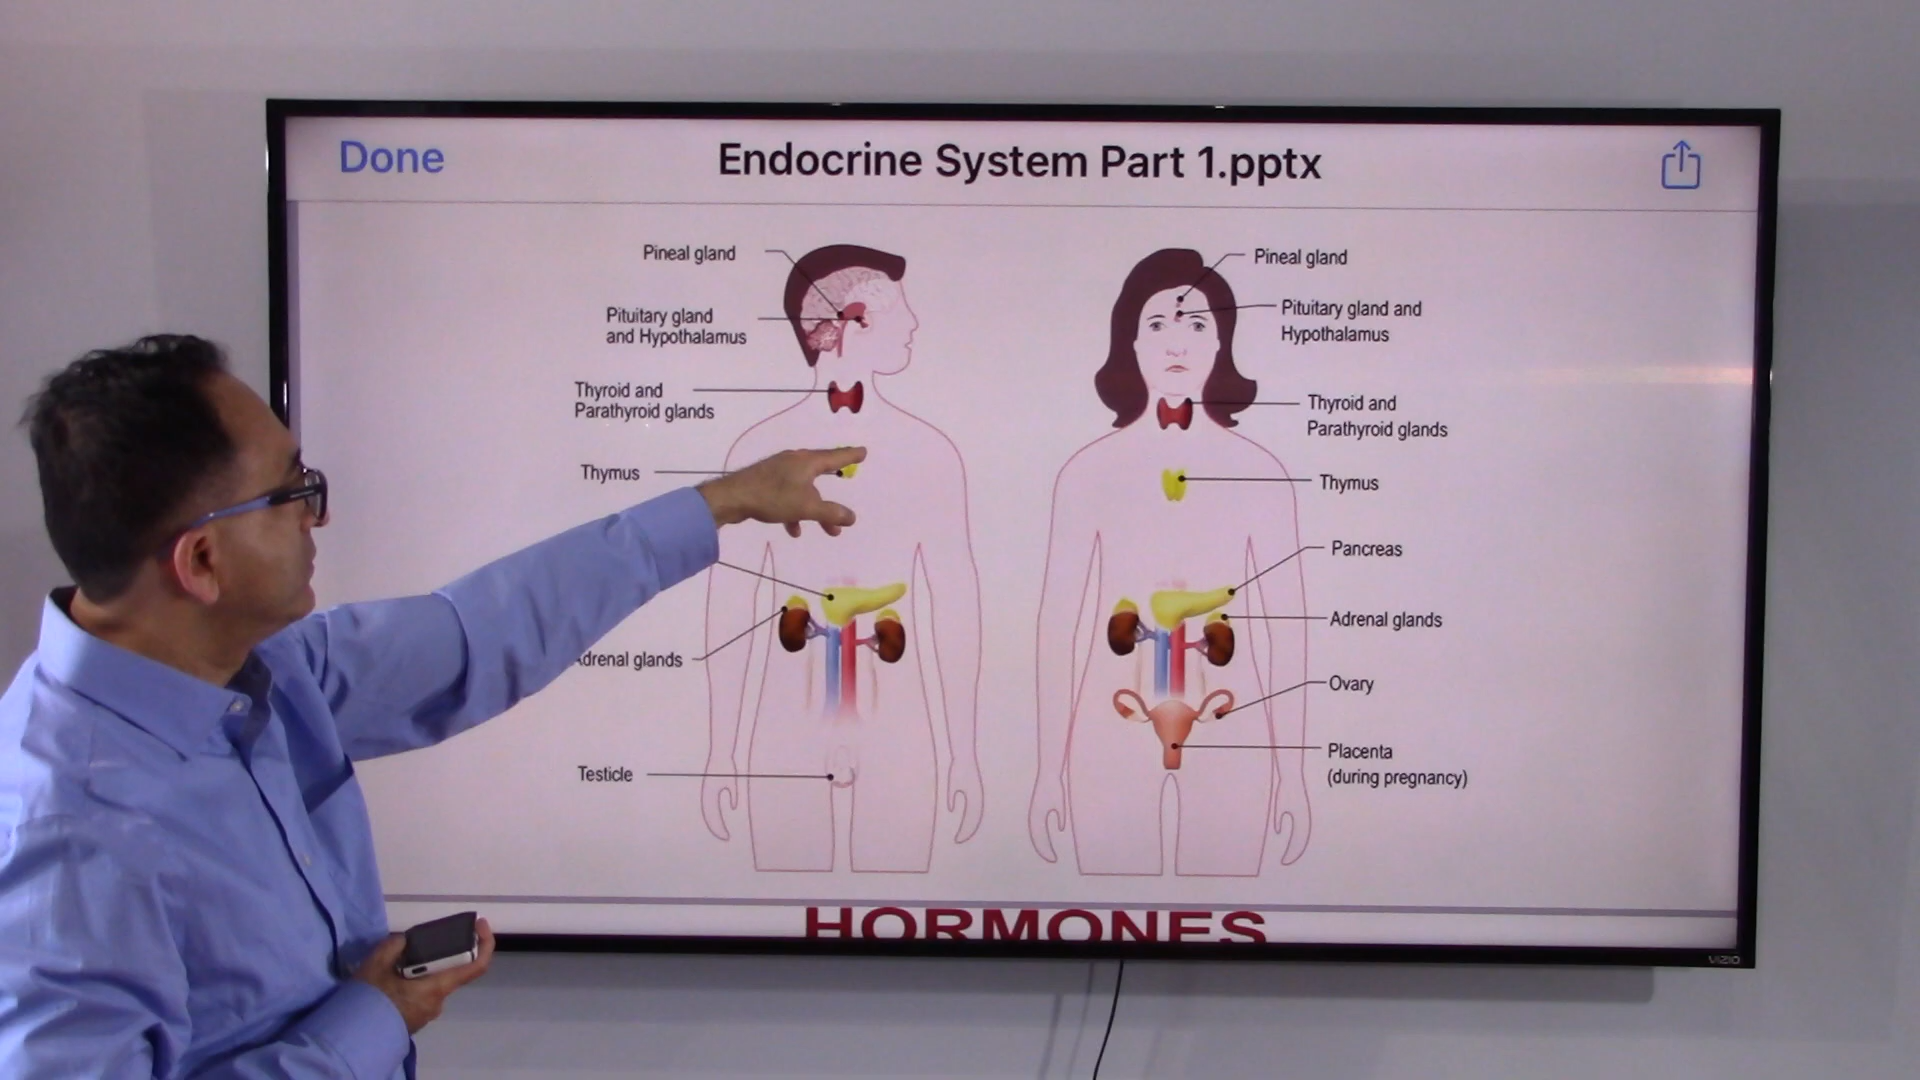 Done
Endocrine System Part 1.pptx
Pineal gland
Pituitary gland
and Hypothalamus
Thyroid and
Parathyroid glands
Thymus
Adrenal glands
Testicle
Pineal gland
Pituitary gland and
Hypothalamus
Thyroid and
Parathyroid glands
Thymus
Pancreas
Adrenal glands
Ovary
Placenta
(during pregnancy)
HORMONES
VIZIO